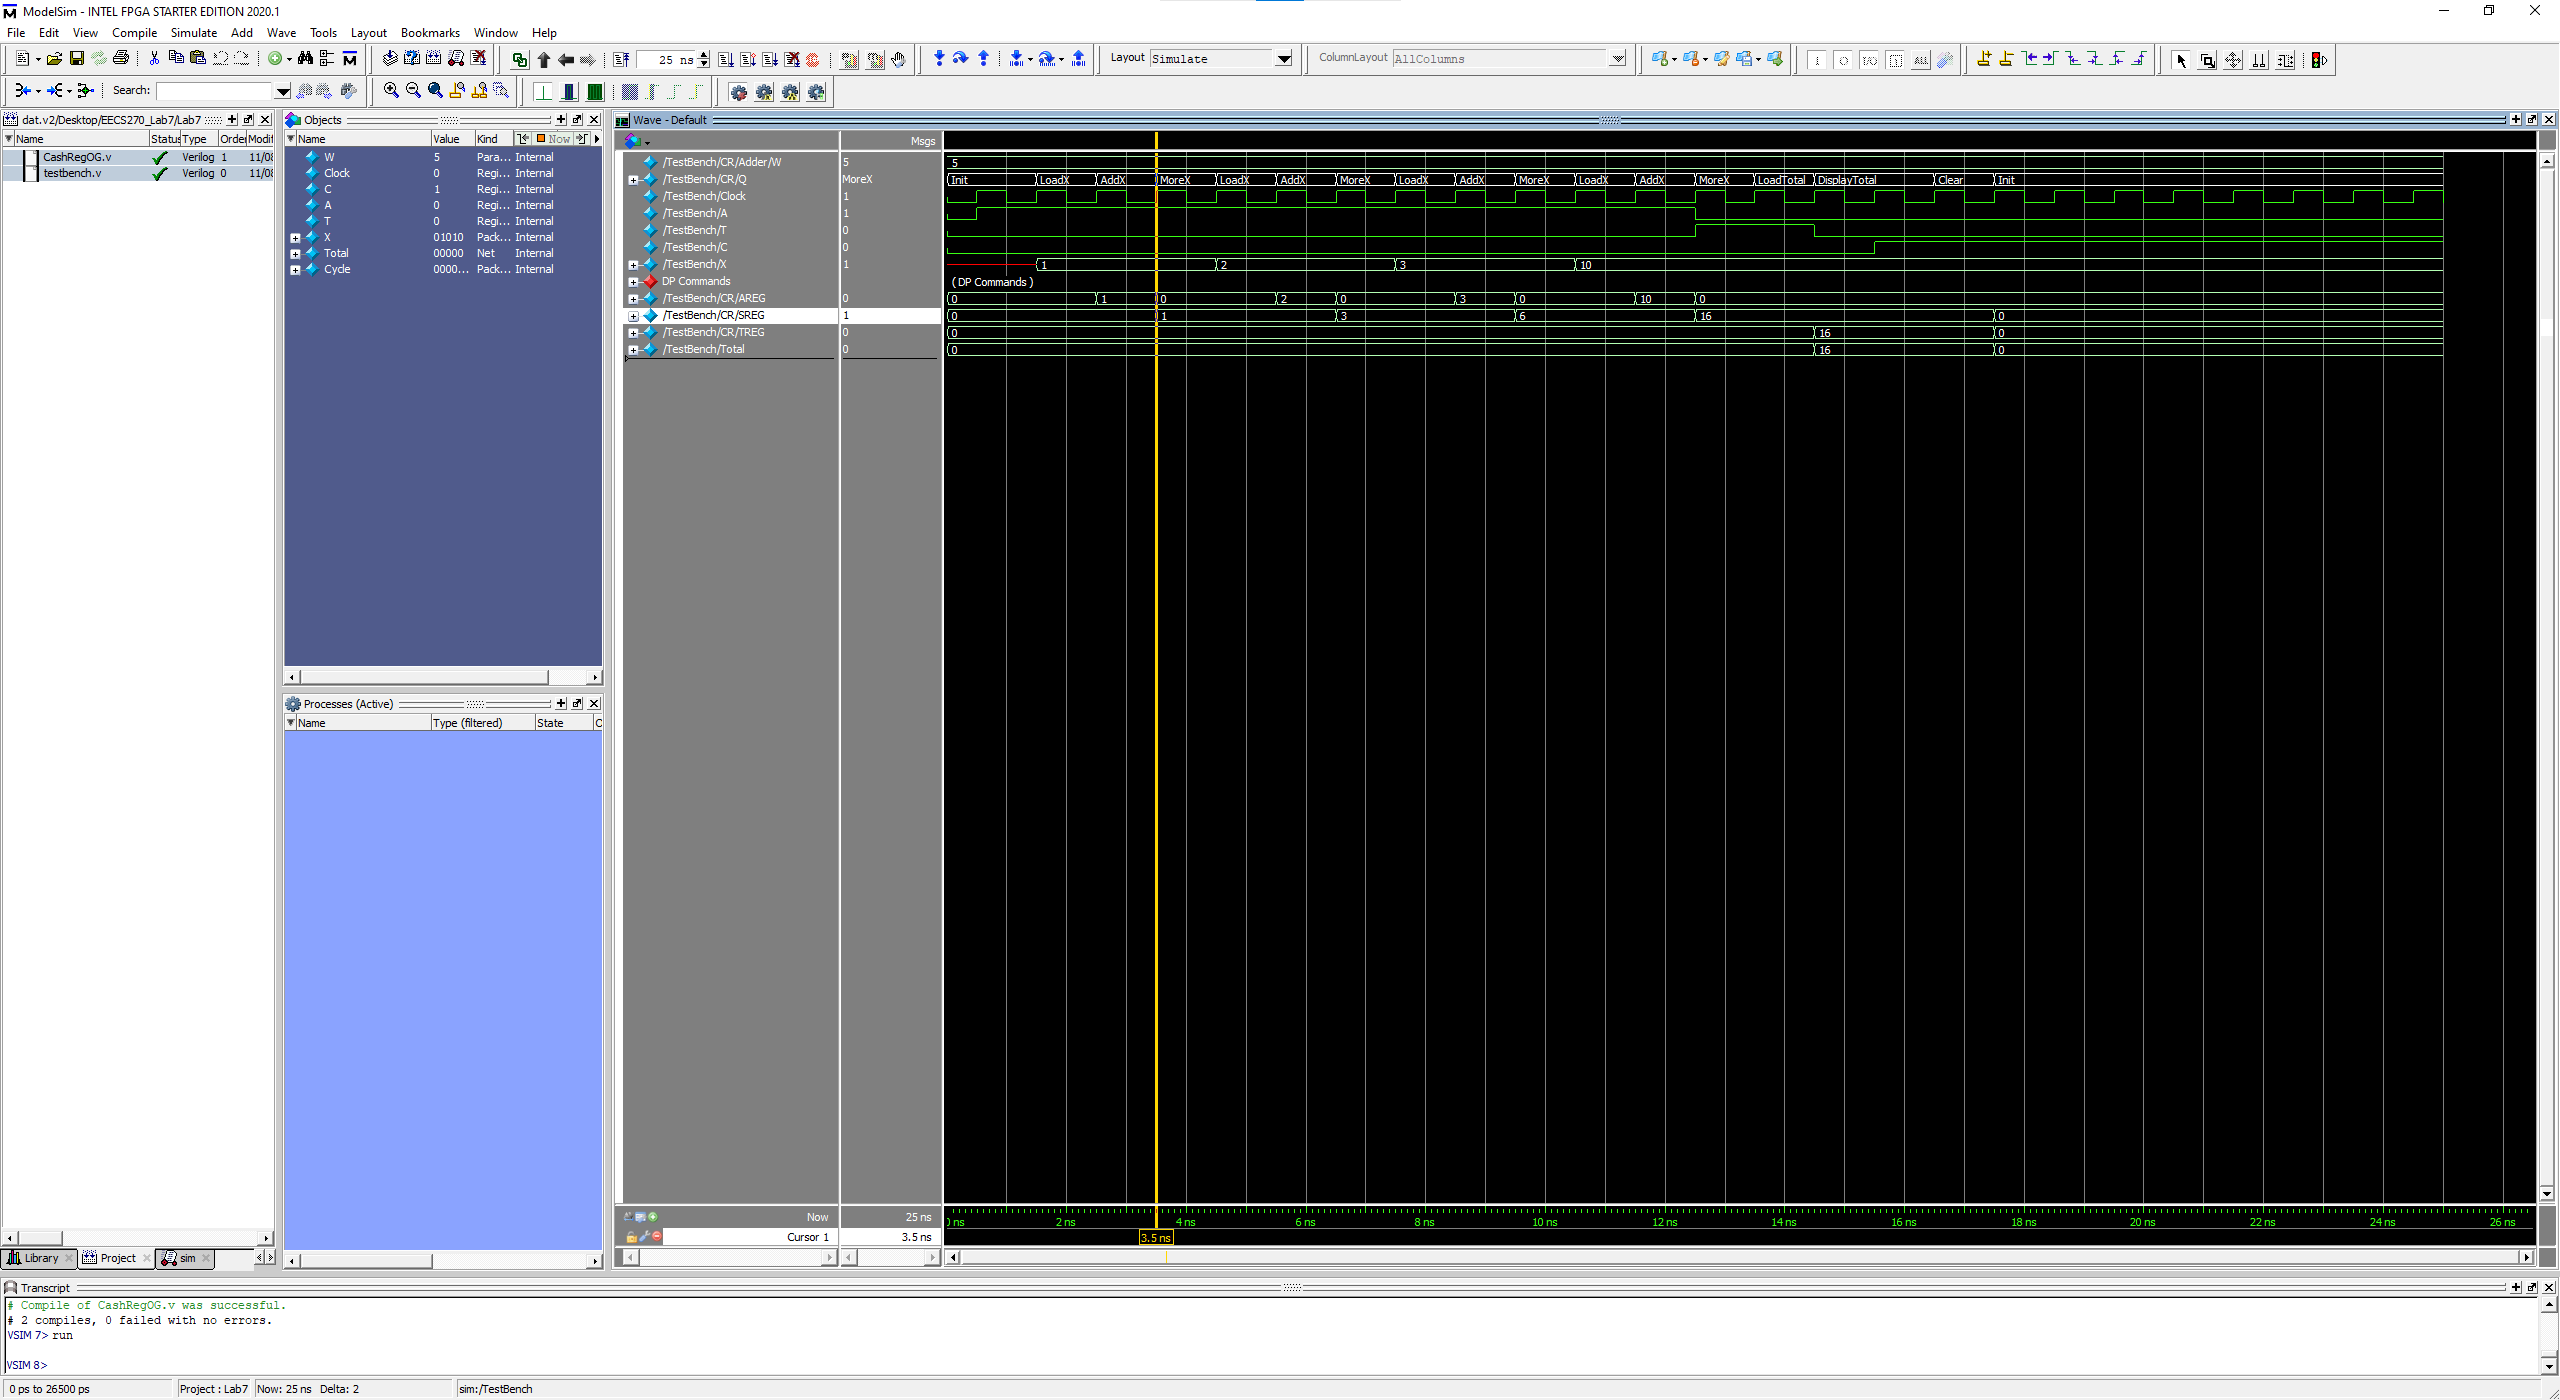 ModelSim - INTEL FPGA STARTER EDITION 2020.1
File Edit View Compile Simulate Add Wave Tools Layout Bookmarks Window Help
25 ns
Layout Simulate
ColumnLayout AllColumns
Search:
dat.v2/Desktop/EECS270_Lab7/Lab7
Name Status Type Order Modif
CashRegOG.v Verilog 1 11/08
testbench.v Verilog 0 11/08
Objects
Name Value Kind Now
W 5 Para... Internal
Clock 0 Regi... Internal
C 1 Regi... Internal
A 0 Regi... Internal
T 0 Regi... Internal
X 01010 Pack... Internal
Total 00000 Net Internal
Cycle 0000... Pack... Internal
Processes (Active)
Name Type (filtered) State
Wave - Default
Msgs
/TestBench/CR/Adder/W 5 5
/TestBench/CR/Q MoreX Init LoadX AddX MoreX LoadX AddX MoreX LoadX AddX MoreX LoadX AddX MoreX LoadTotal DisplayTotal Clear Init
/TestBench/Clock 1
/TestBench/A 1
/TestBench/T 0
/TestBench/C 0
/TestBench/X 1 1 2 3 10
DP Commands ( DP Commands )
/TestBench/CR/AREG 0 0 1 0 2 0 3 0 10 0
/TestBench/CR/SREG 1 0 1 3 6 16 0
/TestBench/CR/TREG 0 0 16 0
/TestBench/Total 0 0 16 0
Now 25 ns ns 2 ns 4 ns 6 ns 8 ns 10 ns 12 ns 14 ns 16 ns 18 ns 20 ns 22 ns 24 ns 26 ns
Cursor 1 3.5 ns 3.5 ns
Library Project sim
Transcript
# Compile of CashRegOG.v was successful.
# 2 compiles, 0 failed with no errors.
VSIM 7> run
VSIM 8>
0 ps to 26500 ps Project : Lab7 Now: 25 ns Delta: 2 sim:/TestBench